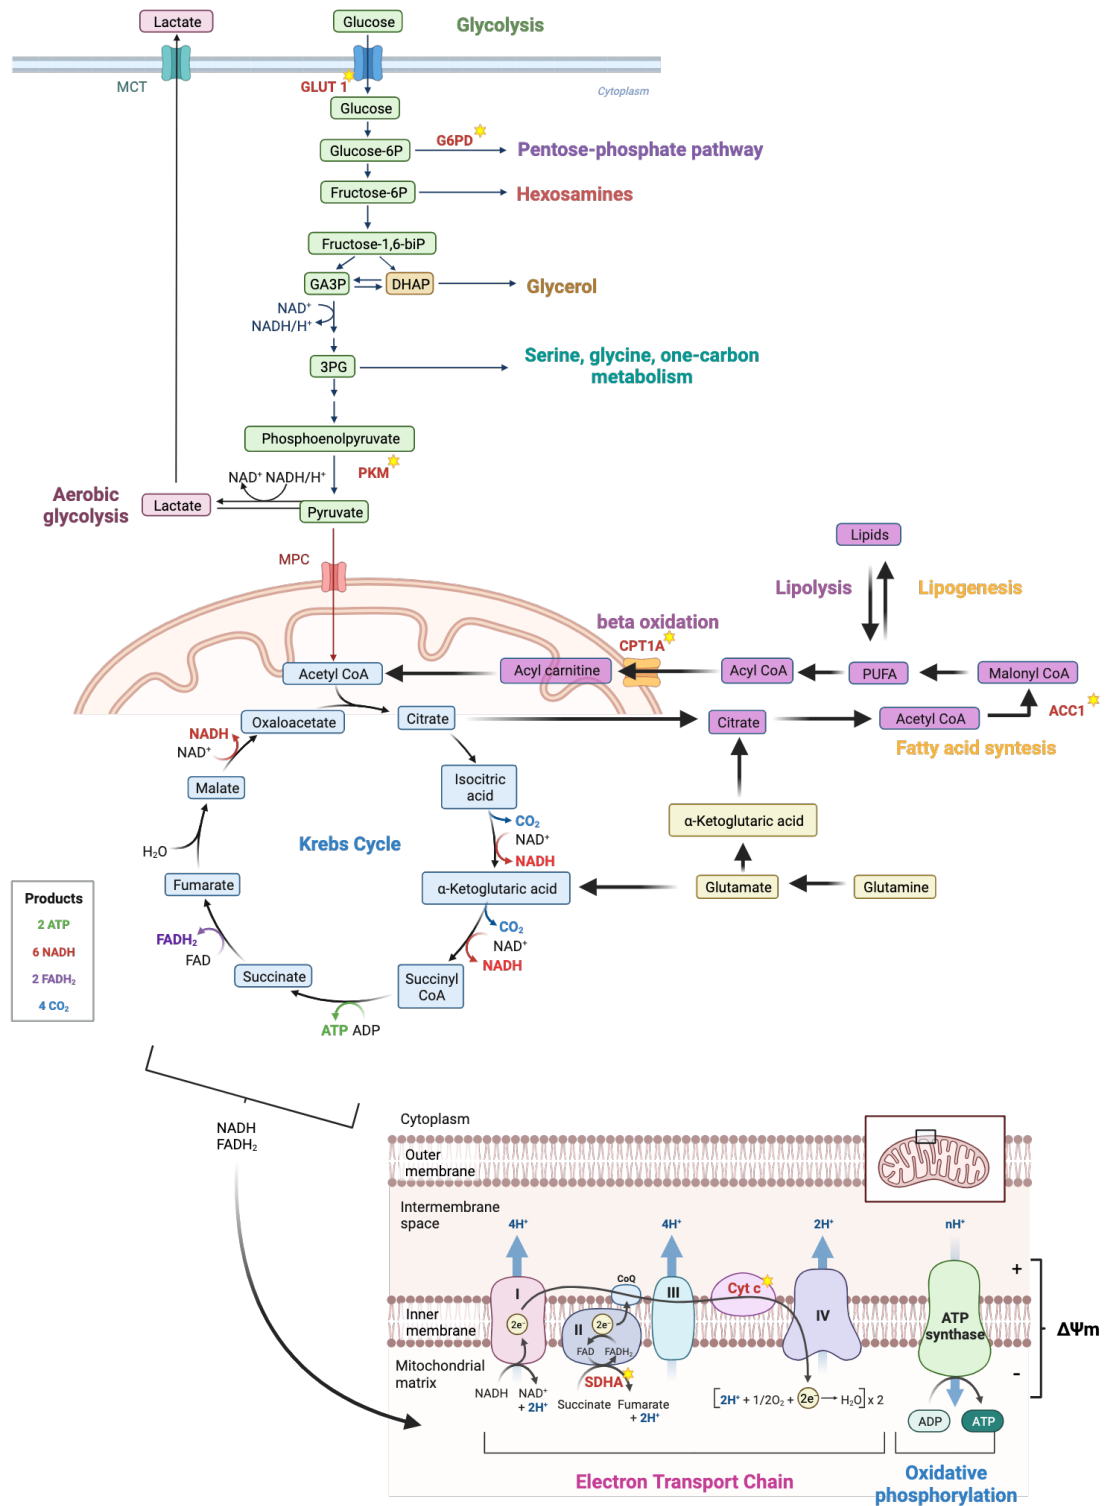 Lactate
Glucose
Glycolysis
MCT
GLUT 1
Cytoplasm
Glucose
G6PD
Glucose-6P
Pentose-phosphate pathway
Fructose-6P
Hexosamines
Fructose-1,6-biP
GA3P
DHAP
Glycerol
NAD⁺
NADH/H⁺
3PG
Serine, glycine, one-carbon
metabolism
Phosphoenolpyruvate
PKM
NAD⁺ NADH/H⁺
Aerobic
glycolysis
Lactate
Pyruvate
MPC
Lipids
Lipolysis
Lipogenesis
beta oxidation
CPT1A
Acetyl CoA
Acyl carnitine
Acyl CoA
PUFA
Malonyl CoA
ACC1
Oxaloacetate
Citrate
Citrate
Acetyl CoA
Fatty acid syntesis
NADH
NAD⁺
Malate
Isocitric
acid
CO₂
NAD⁺
NADH
Krebs Cycle
H₂O
α-Ketoglutaric acid
Fumarate
α-Ketoglutaric acid
Glutamate
Glutamine
Products
2 ATP
6 NADH
2 FADH₂
4 CO₂
FADH₂
FAD
CO₂
NAD⁺
NADH
Succinate
Succinyl
CoA
ATP ADP
NADH
FADH₂
Cytoplasm
Outer
membrane
Intermembrane
space
4H⁺
4H⁺
2H⁺
nH⁺
I
CoQ
III
Cyt c
IV
ATP
synthase
+
ΔΨm
-
Inner
membrane
2e⁻
II
2e⁻
FAD
FADH₂
SDHA
Mitochondrial
matrix
NADH
NAD⁺
+ 2H⁺
Succinate
Fumarate
+ 2H⁺
[2H⁺ + 1/2O₂ + 2e⁻ → H₂O] x 2
ADP
ATP
Electron Transport Chain
Oxidative
phosphorylation